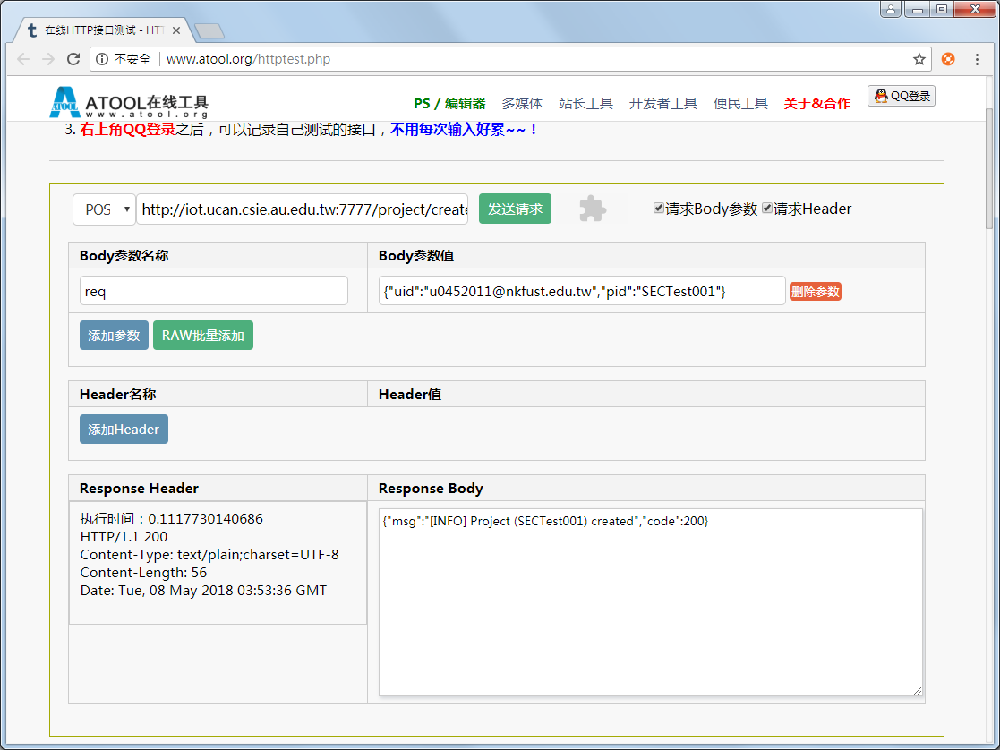 在线HTTP接口测试 - HTT
不安全 www.atool.org/httptest.php
ATOOL ATOOL在线工具
www.atool.org
PS / 编辑器 多媒体 站长工具 开发者工具 便民工具 关于&合作 QQ登录
3. 右上角QQ登录之后，可以记录自己测试的接口，不用每次输入好累~~！
POS http://iot.ucan.csie.au.edu.tw:7777/project/create 发送请求 请求Body参数 请求Header
Body参数名称 Body参数值
req {"uid":"u0452011@nkfust.edu.tw","pid":"SECTest001"} 删除参数
添加参数 RAW批量添加
Header名称 Header值
添加Header
Response Header Response Body
执行时间：0.1117730140686
HTTP/1.1 200
Content-Type: text/plain;charset=UTF-8
Content-Length: 56
Date: Tue, 08 May 2018 03:53:36 GMT
{"msg":"[INFO] Project (SECTest001) created","code":200}